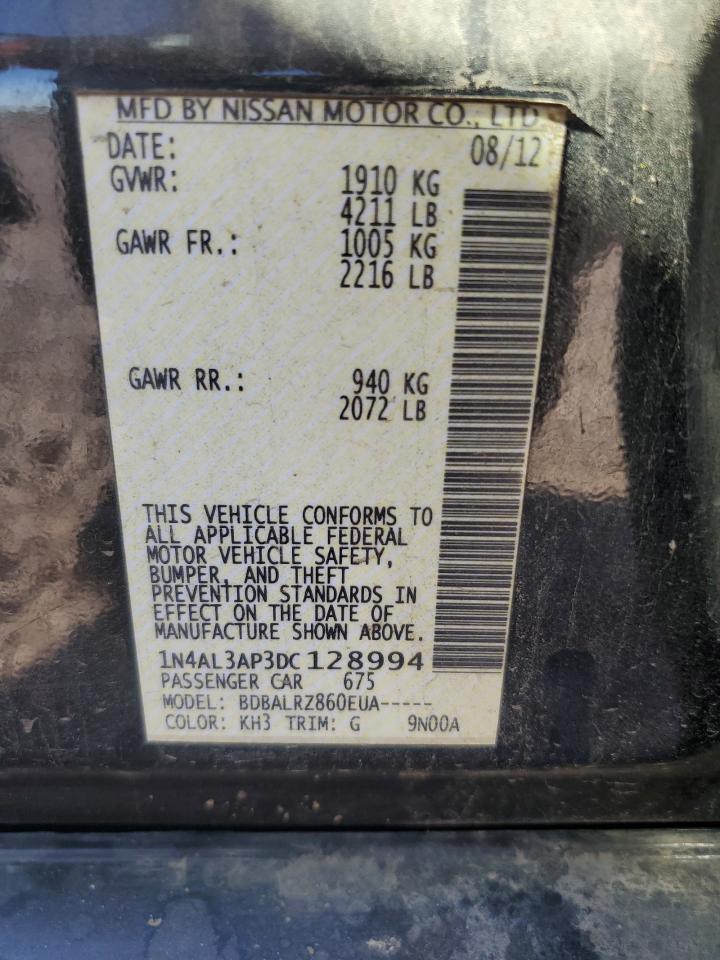 MFD BY NISSAN MOTOR CO., LTD
DATE: 08/12
GVWR: 1910 KG
4211 LB
GAWR FR.: 1005 KG
2216 LB
GAWR RR.: 940 KG
2072 LB
THIS VEHICLE CONFORMS TO
ALL APPLICABLE FEDERAL
MOTOR VEHICLE SAFETY,
BUMPER, AND THEFT
PREVENTION STANDARDS IN
EFFECT ON THE DATE OF
MANUFACTURE SHOWN ABOVE.
1N4AL3AP3DC128994
PASSENGER CAR 675
MODEL: BDBALRZ860EUA-----
COLOR: KH3 TRIM: G 9N00A